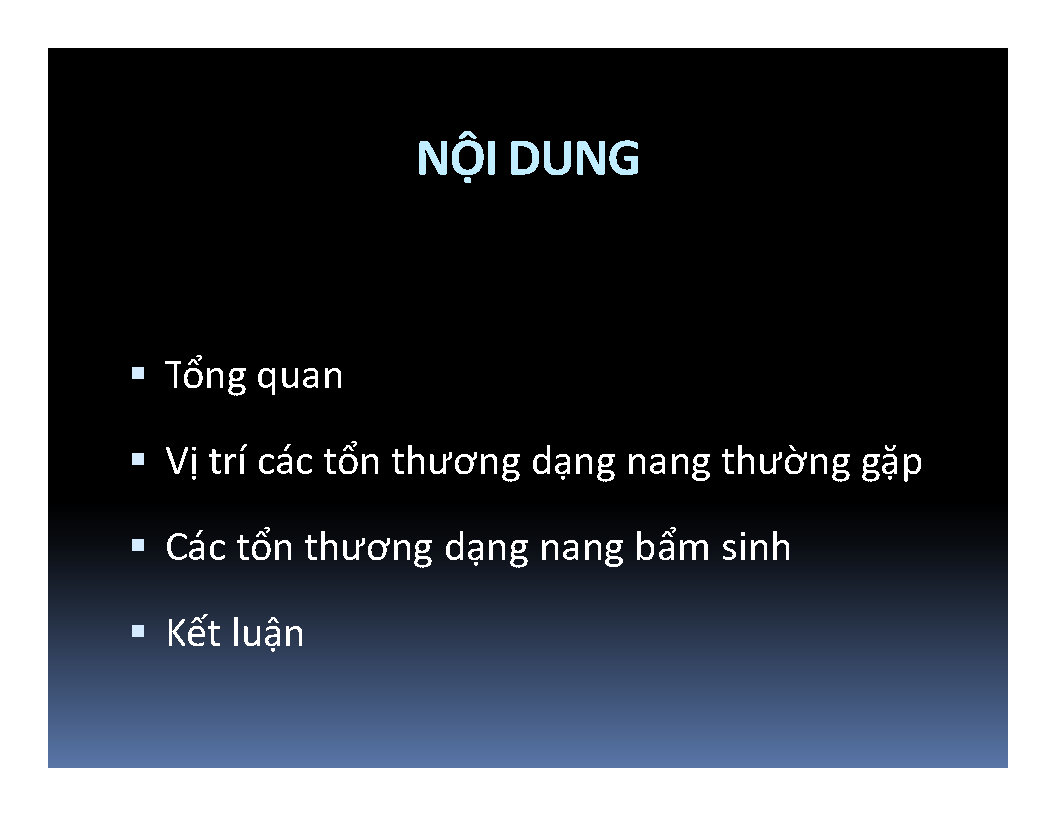 NỘI DUNG
▪ Tổng quan
▪ Vị trí các tổn thương dạng nang thường gặp
▪ Các tổn thương dạng nang bẩm sinh
▪ Kết luận